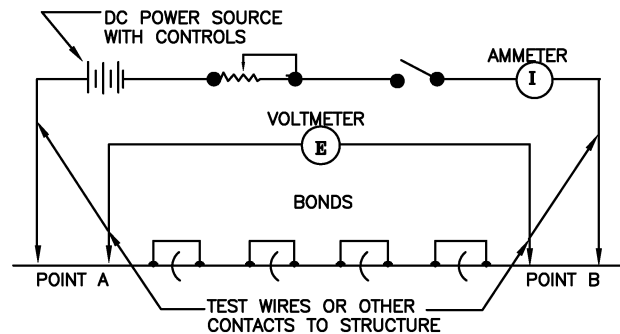 DC POWER SOURCE
WITH CONTROLS
AMMETER
I
VOLTMETER
E
BONDS
POINT A
POINT B
TEST WIRES OR OTHER
CONTACTS TO STRUCTURE